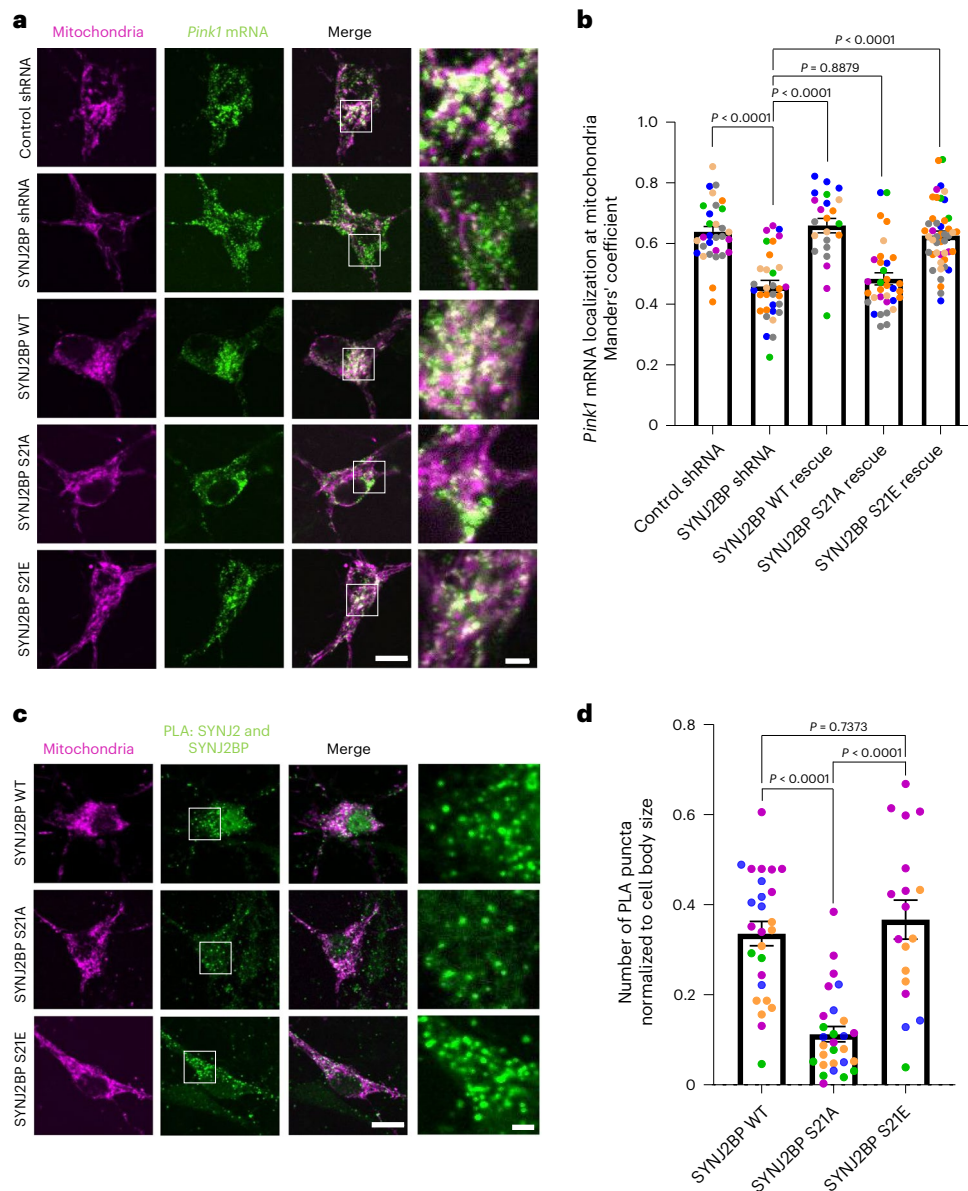 a
Mitochondria
Pink1 mRNA
Merge
Control shRNA
SYNJ2BP shRNA
SYNJ2BP WT
SYNJ2BP S21A
SYNJ2BP S21E
b
P < 0.0001
P = 0.8879
P < 0.0001
P < 0.0001
Pink1 mRNA localization at mitochondria
Manders' coefficient
1.0
0.8
0.6
0.4
0.2
0
Control shRNA
SYNJ2BP shRNA
SYNJ2BP WT rescue
SYNJ2BP S21A rescue
SYNJ2BP S21E rescue
c
Mitochondria
PLA: SYNJ2 and
SYNJ2BP
Merge
SYNJ2BP WT
SYNJ2BP S21A
SYNJ2BP S21E
d
P = 0.7373
P < 0.0001
P < 0.0001
Number of PLA puncta
normalized to cell body size
0.8
0.6
0.4
0.2
0
SYNJ2BP WT
SYNJ2BP S21A
SYNJ2BP S21E